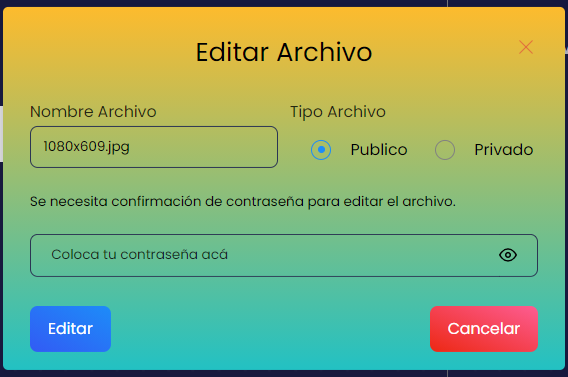 Editar Archivo
Nombre Archivo
Tipo Archivo
1080x609.jpg
Publico
Privado
Se necesita confirmación de contraseña para editar el archivo.
Coloca tu contraseña acá
Editar
Cancelar